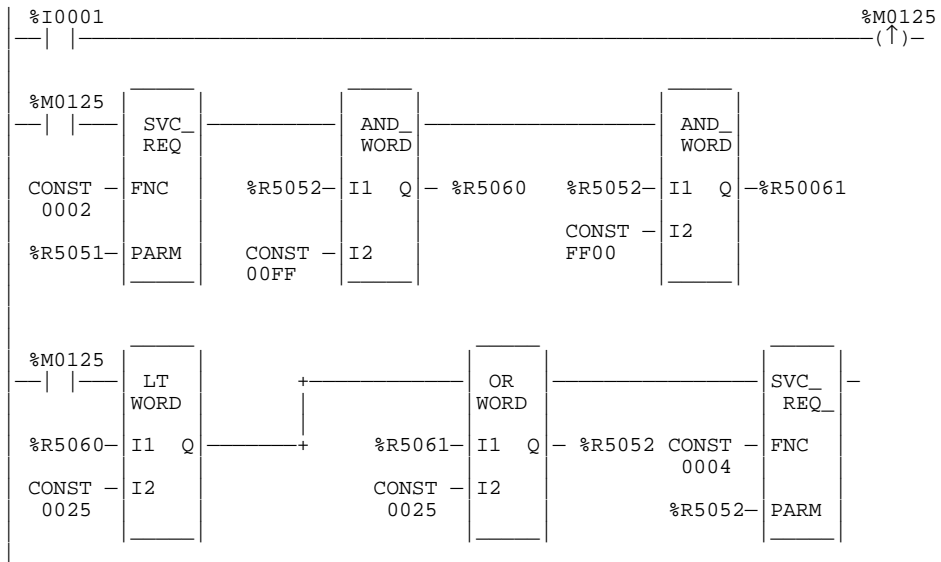 %I0001 %M0125
(↑)
%M0125
SVC_ AND_ AND_
REQ WORD WORD
CONST FNC %R5052 I1 Q %R5060 %R5052 I1 Q %R50061
0002
CONST I2
%R5051 PARM CONST I2 FF00
00FF
%M0125
LT OR SVC_
WORD WORD REQ_
%R5060 I1 Q %R5061 I1 Q %R5052 CONST FNC
0004
CONST I2 CONST I2
0025 0025 %R5052 PARM